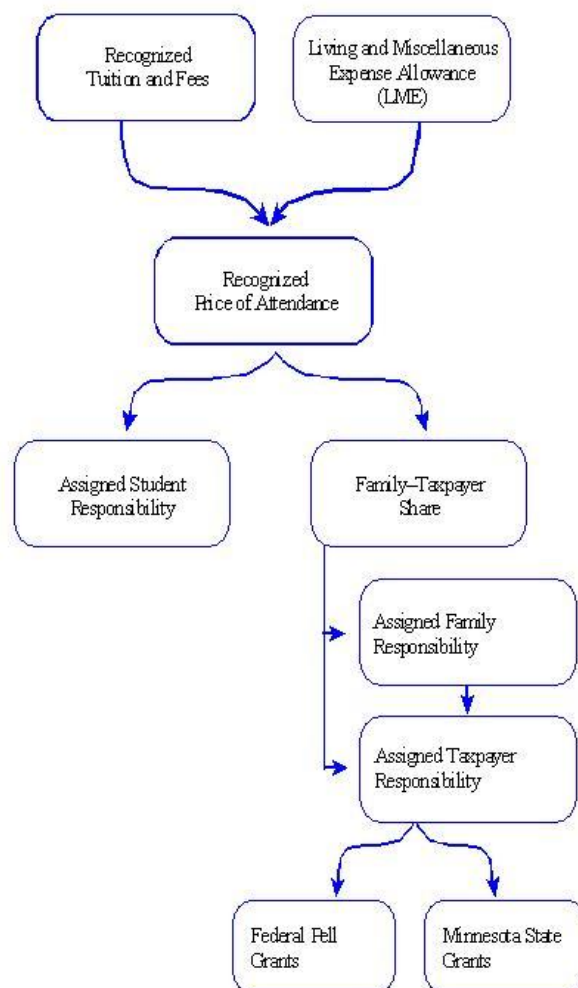 Recognized
Tuition and Fees
Living and Miscellaneous
Expense Allowance
(LME)
Recognized
Price of Attendance
Assigned Student
Responsibility
Family–Taxpayer
Share
Assigned Family
Responsibility
Assigned Taxpayer
Responsibility
Federal Pell
Grants
Minnesota State
Grants